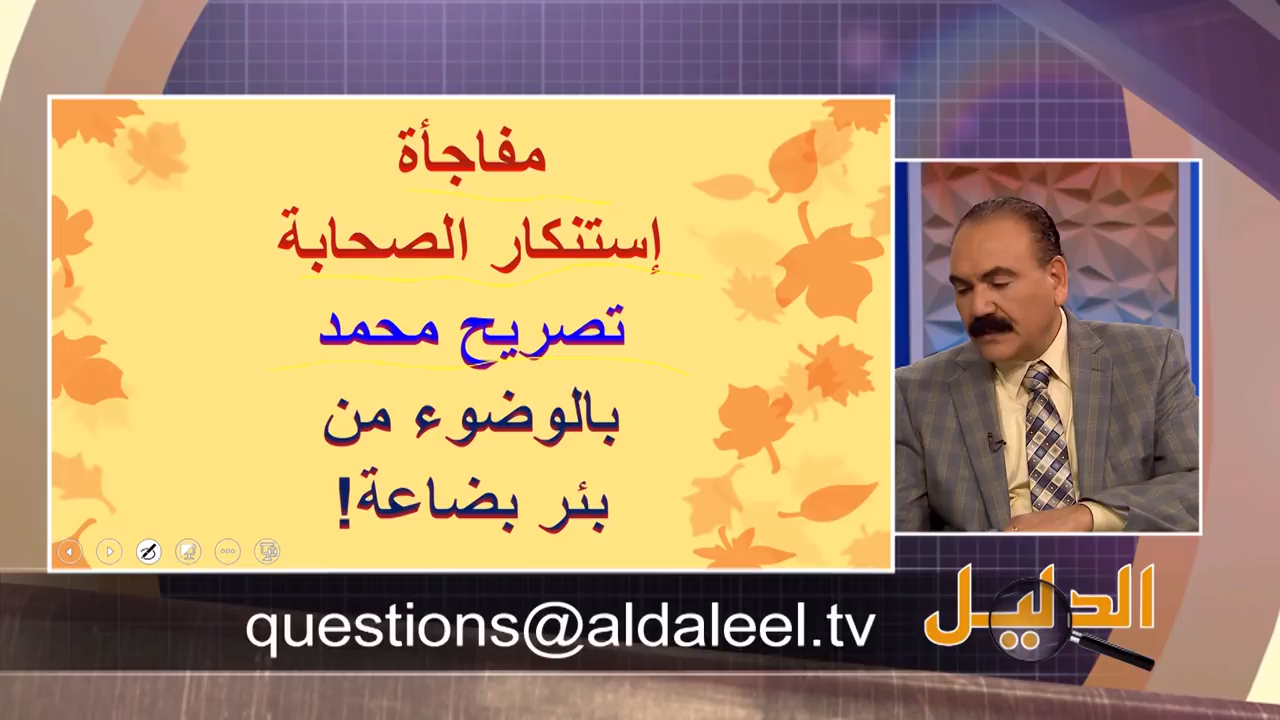 مفاجأة
إستنكار الصحابة
تصريح محمد
بالوضوء من
بئر بضاعة!
questions@aldaleel.tv
الدليل